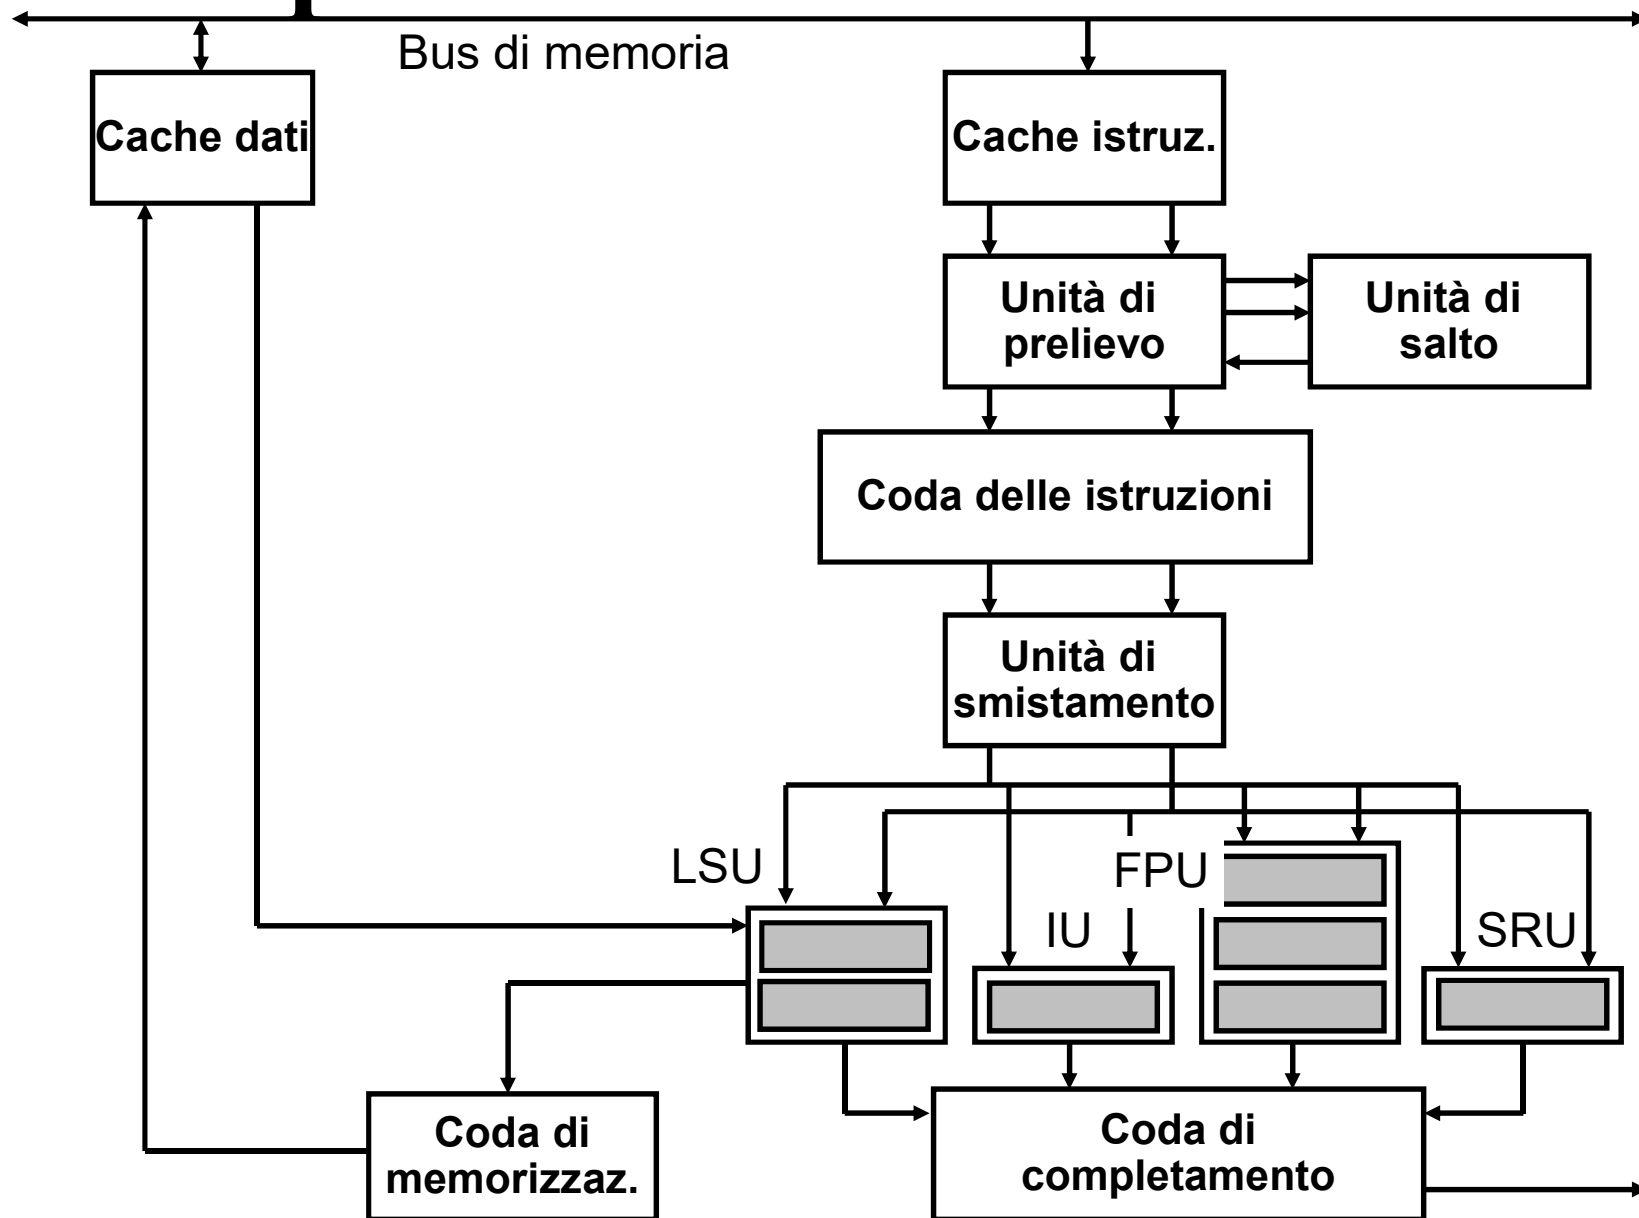 Bus di memoria
Cache dati
Cache istruz.
Unità di
prelievo
Unità di
salto
Coda delle istruzioni
Unità di
smistamento
LSU
FPU
IU
SRU
Coda di
memorizzaz.
Coda di
completamento